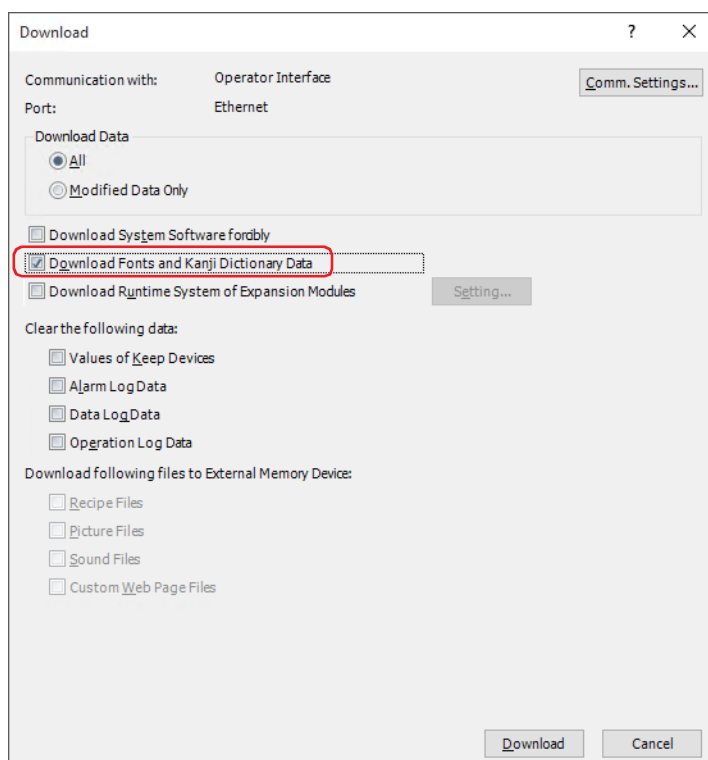 Download ? X
Communication with: Operator Interface Comm. Settings...
Port: Ethernet
Download Data
All
Modified Data Only
Download System Software forcibly
Download Fonts and Kanji Dictionary Data
Download Runtime System of Expansion Modules Setting...
Clear the following data:
Values of Keep Devices
Alarm Log Data
Data Log Data
Operation Log Data
Download following files to External Memory Device:
Recipe Files
Picture Files
Sound Files
Custom Web Page Files
Download Cancel